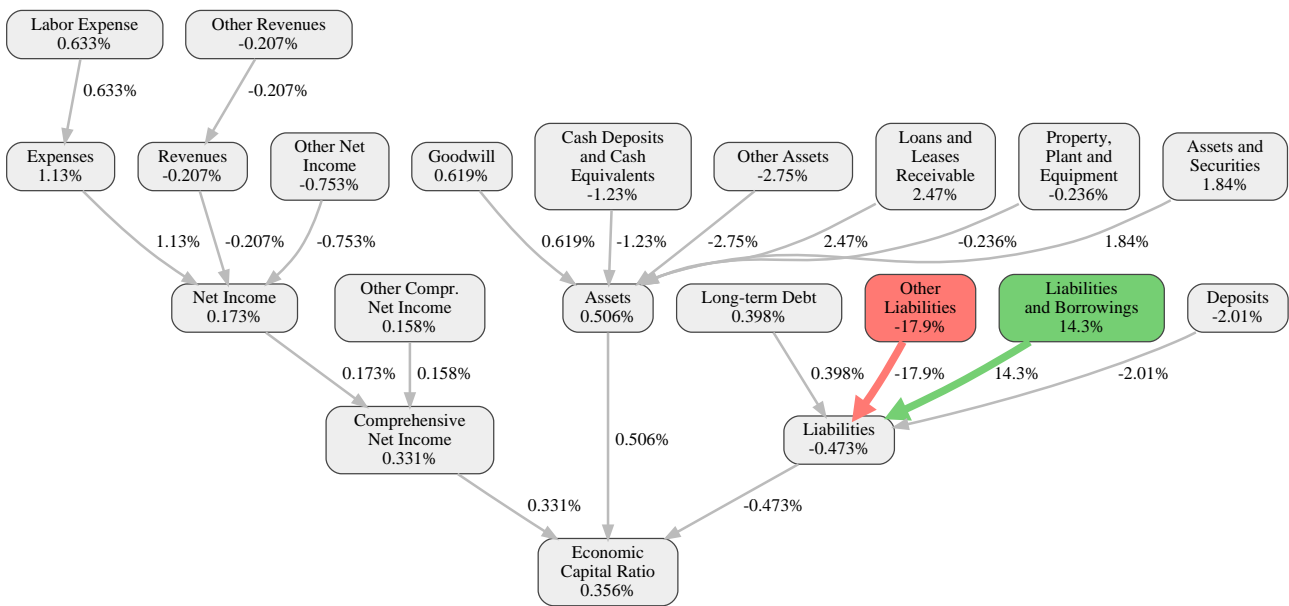 Labor Expense
0.633%
Other Revenues
-0.207%
0.633%
-0.207%
Expenses
1.13%
Revenues
-0.207%
Other Net
Income
-0.753%
Goodwill
0.619%
Cash Deposits
and Cash
Equivalents
-1.23%
Other Assets
-2.75%
Loans and
Leases
Receivable
2.47%
Property,
Plant and
Equipment
-0.236%
Assets and
Securities
1.84%
1.13%
-0.207%
-0.753%
0.619%
-1.23%
-2.75%
2.47%
-0.236%
1.84%
Net Income
0.173%
Other Compr.
Net Income
0.158%
Assets
0.506%
Long-term Debt
0.398%
Other
Liabilities
-17.9%
Liabilities
and Borrowings
14.3%
Deposits
-2.01%
0.173%
0.158%
0.398%
-17.9%
14.3%
-2.01%
Comprehensive
Net Income
0.331%
0.506%
Liabilities
-0.473%
0.331%
-0.473%
Economic
Capital Ratio
0.356%